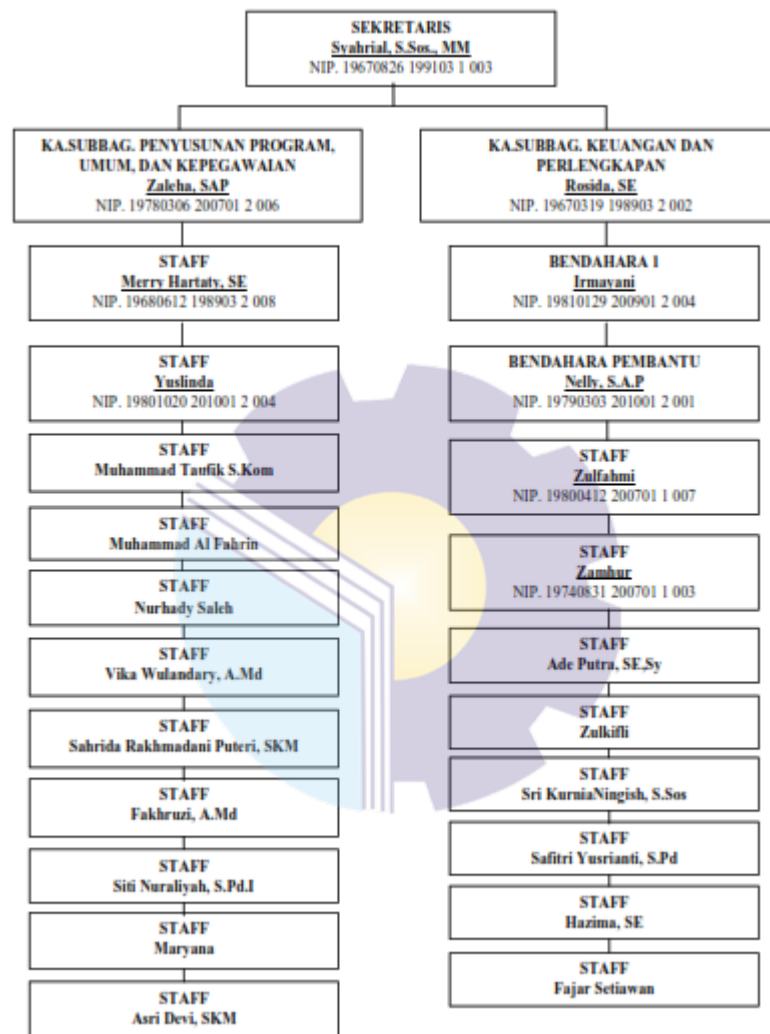 SEKRETARIS
Syahrial, S.Sos., MM
NIP. 19670826 199103 1 003
KA.SUBBAG. PENYUSUNAN PROGRAM,
UMUM, DAN KEPEGAWAIAN
Zaleha, SAP
NIP. 19780306 200701 2 006
STAFF
Merry Hartaty, SE
NIP. 19680612 198903 2 008
STAFF
Yuslinda
NIP. 19801020 201001 2 004
STAFF
Muhammad Taufik S.Kom
STAFF
Muhammad Al Fahrin
STAFF
Nurhady Saleh
STAFF
Vika Wulandary, A.Md
STAFF
Sahrida Rakhmadani Puteri, SKM
STAFF
Fakhruzi, A.Md
STAFF
Siti Nuraliyah, S.Pd.I
STAFF
Maryana
STAFF
Asri Devi, SKM
KA.SUBBAG. KEUANGAN DAN
PERLENGKAPAN
Rosida, SE
NIP. 19670319 198903 2 002
BENDAHARA 1
Irmayani
NIP. 19810129 200901 2 004
BENDAHARA PEMBANTU
Nelly, S.A.P
NIP. 19790303 201001 2 001
STAFF
Zulfahmi
NIP. 19800412 200701 1 007
STAFF
Zamhur
NIP. 19740831 200701 1 003
STAFF
Ade Putra, SE,Sy
STAFF
Zulkifli
STAFF
Sri KurniaNingish, S.Sos
STAFF
Safitri Yusrianti, S.Pd
STAFF
Hazima, SE
STAFF
Fajar Setiawan